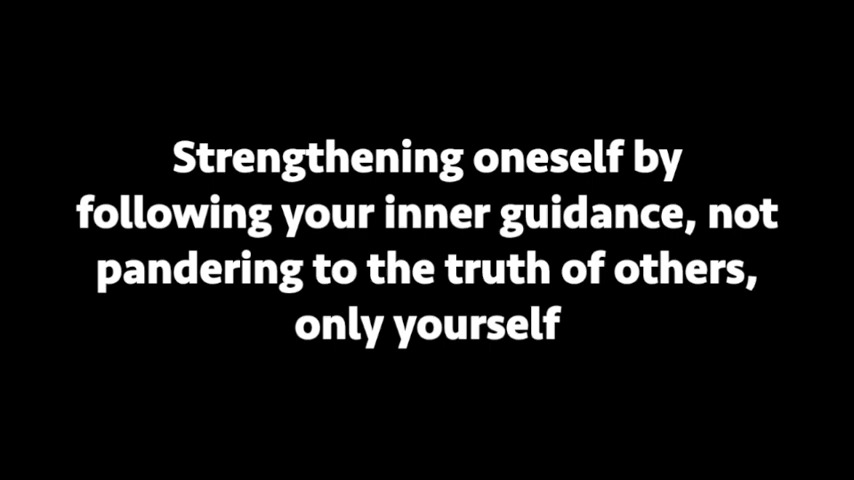 Strengthening oneself by
following your inner guidance, not
pandering to the truth of others,
only yourself